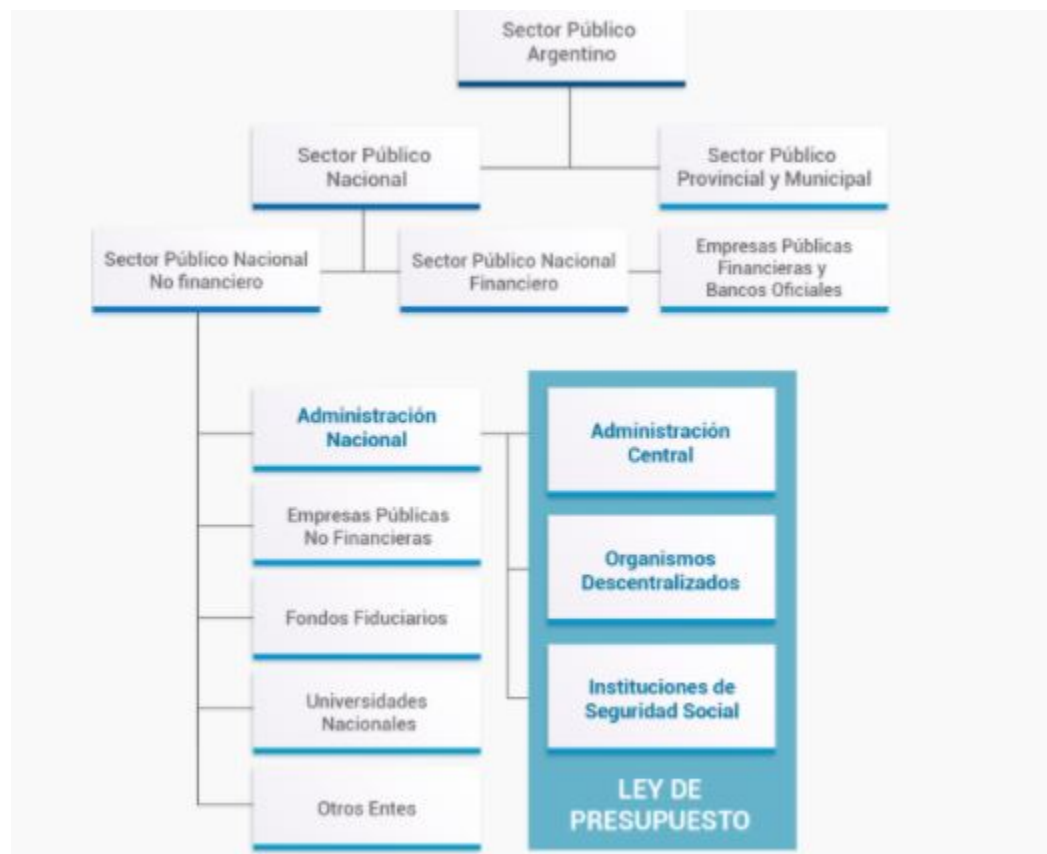 Sector Público
Argentino
Sector Público
Nacional
Sector Público
Provincial y Municipal
Sector Público Nacional
No financiero
Sector Público Nacional
Financiero
Empresas Públicas
Financieras y
Bancos Oficiales
Administración
Nacional
Empresas Públicas
No Financieras
Fondos Fiduciarios
Universidades
Nacionales
Otros Entes
Administración
Central
Organismos
Descentralizados
Instituciones de
Seguridad Social
LEY DE
PRESUPUESTO